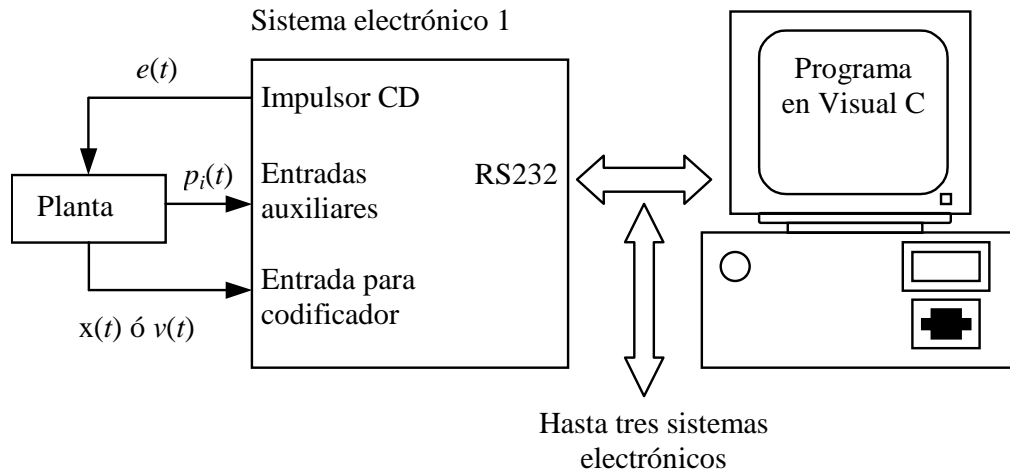 Sistema electrónico 1
e(t)
Impulsor CD
Programa
en Visual C
p_i(t)
Entradas
auxiliares
RS232
Planta
Entrada para
codificador
x(t) ó v(t)
Hasta tres sistemas
electrónicos